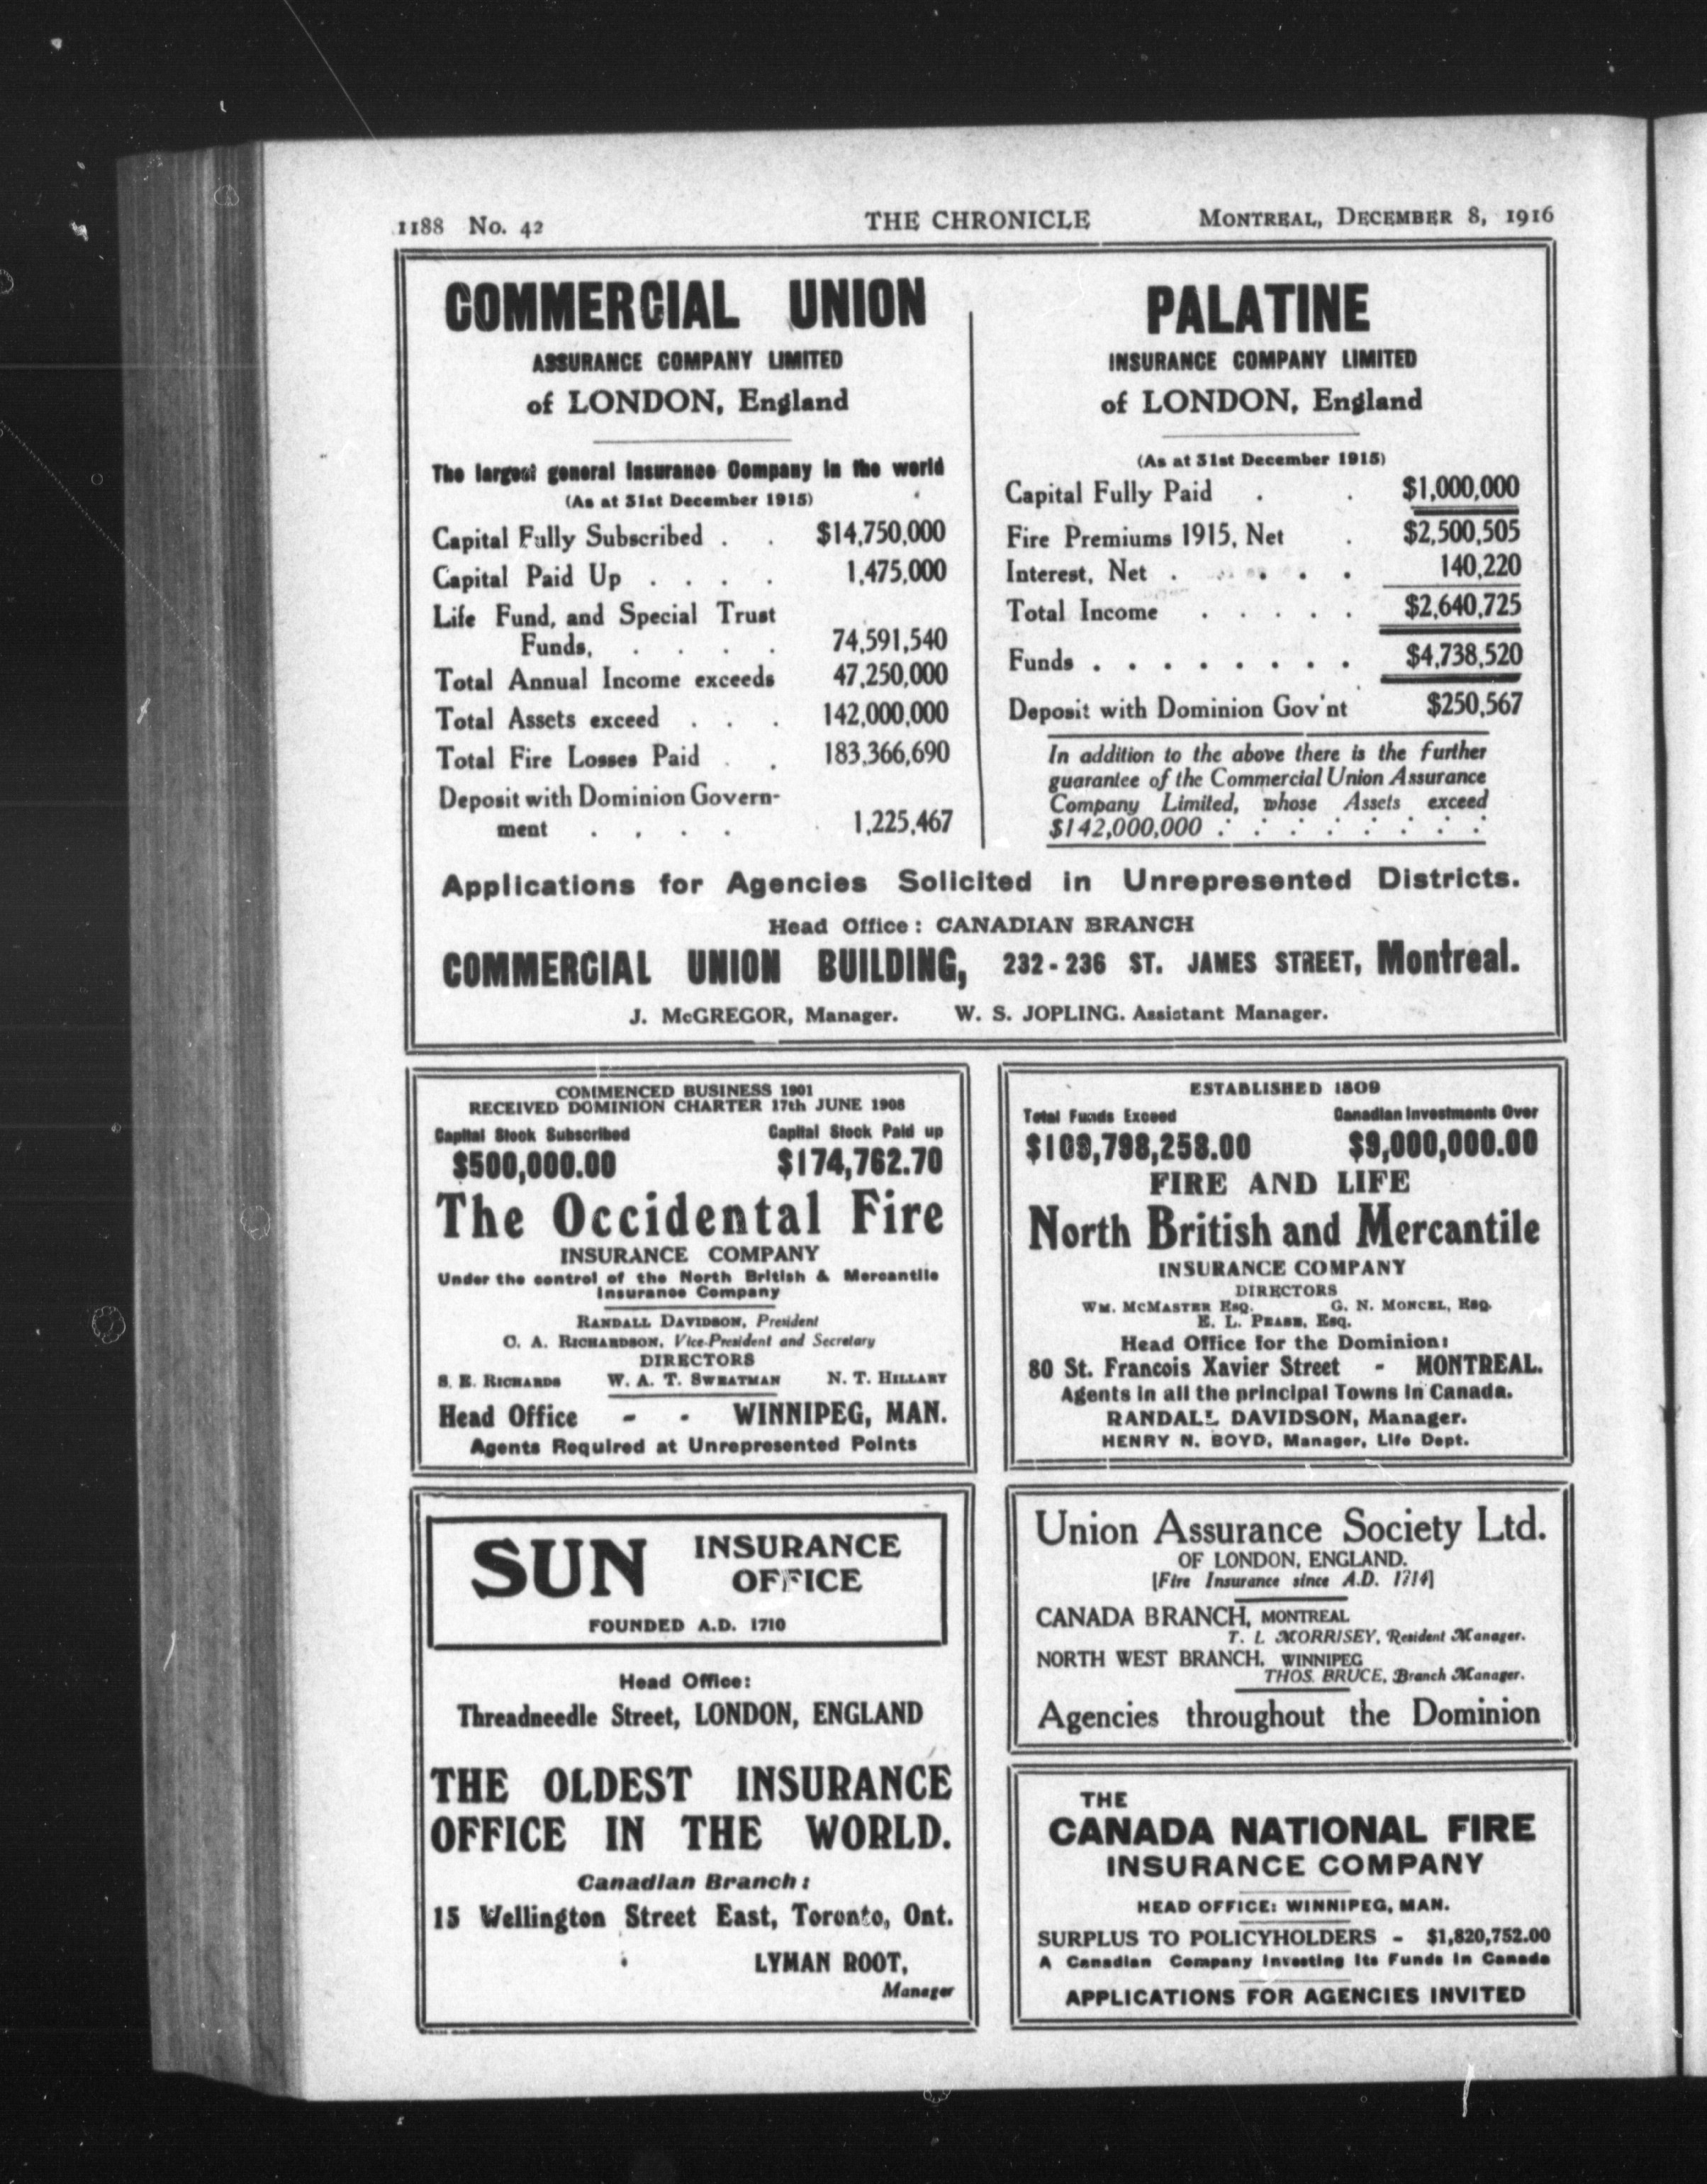 1188 No. 42 THE CHRONICLE MONTREAL, DECEMBER 8, 1916
COMMERCIAL UNION
ASSURANCE COMPANY LIMITED
of LONDON, England
The largest general Insurance Company in the world
(As at 31st December 1915)
Capital Fully Subscribed . . $14,750,000
Capital Paid Up . . . . 1,475,000
Life Fund, and Special Trust
Funds, . . . . 74,591,540
Total Annual Income exceeds 47,250,000
Total Assets exceed . . . 142,000,000
Total Fire Losses Paid . . 183,366,690
Deposit with Dominion Govern-
ment . . . . 1,225,467
PALATINE
INSURANCE COMPANY LIMITED
of LONDON, England
(As at 31st December 1915)
Capital Fully Paid . . $1,000,000
Fire Premiums 1915, Net . $2,500,505
Interest, Net . . . . . 140,220
Total Income . . . . . $2,640,725
Funds . . . . . . . . $4,738,520
Deposit with Dominion Gov'nt $250,567
In addition to the above there is the further
guarantee of the Commercial Union Assurance
Company Limited, whose Assets exceed
$142,000,000
Applications for Agencies Solicited in Unrepresented Districts.
Head Office: CANADIAN BRANCH
COMMERCIAL UNION BUILDING, 232-236 ST. JAMES STREET, Montreal.
J. McGREGOR, Manager. W. S. JOPLING. Assistant Manager.
COMMENCED BUSINESS 1901
RECEIVED DOMINION CHARTER 17th JUNE 1908
Capital Stock Subscribed Capital Stock Paid up
$500,000.00 $174,762.70
The Occidental Fire
INSURANCE COMPANY
Under the control of the North British & Mercantile
Insurance Company
RANDALL DAVIDSON, President
C. A. RICHARDSON, Vice-President and Secretary
DIRECTORS
S. E. RICHARDS W. A. T. SWEATMAN N. T. HILLARY
Head Office - - WINNIPEG, MAN.
Agents Required at Unrepresented Points
ESTABLISHED 1809
Total Funds Exceed Canadian Investments Over
$109,798,258.00 $9,000,000.00
FIRE AND LIFE
North British and Mercantile
INSURANCE COMPANY
DIRECTORS
WM. MCMASTER Esq. G. N. MONCEL, Esq.
E. L. PEASE, Esq.
Head Office for the Dominion:
80 St. Francois Xavier Street - MONTREAL.
Agents in all the principal Towns in Canada.
RANDALL DAVIDSON, Manager.
HENRY N. BOYD, Manager, Life Dept.
SUN INSURANCE
OFFICE
FOUNDED A.D. 1710
Head Office:
Threadneedle Street, LONDON, ENGLAND
THE OLDEST INSURANCE
OFFICE IN THE WORLD.
Canadian Branch:
15 Wellington Street East, Toronto, Ont.
LYMAN ROOT,
Manager
Union Assurance Society Ltd.
OF LONDON, ENGLAND.
[Fire Insurance since A.D. 1714]
CANADA BRANCH, MONTREAL
T. L. MORRISEY, Resident Manager.
NORTH WEST BRANCH, WINNIPEG
THOS. BRUCE, Branch Manager.
Agencies throughout the Dominion
THE
CANADA NATIONAL FIRE
INSURANCE COMPANY
HEAD OFFICE: WINNIPEG, MAN.
SURPLUS TO POLICYHOLDERS - $1,820,752.00
A Canadian Company Investing Its Funds in Canada
APPLICATIONS FOR AGENCIES INVITED